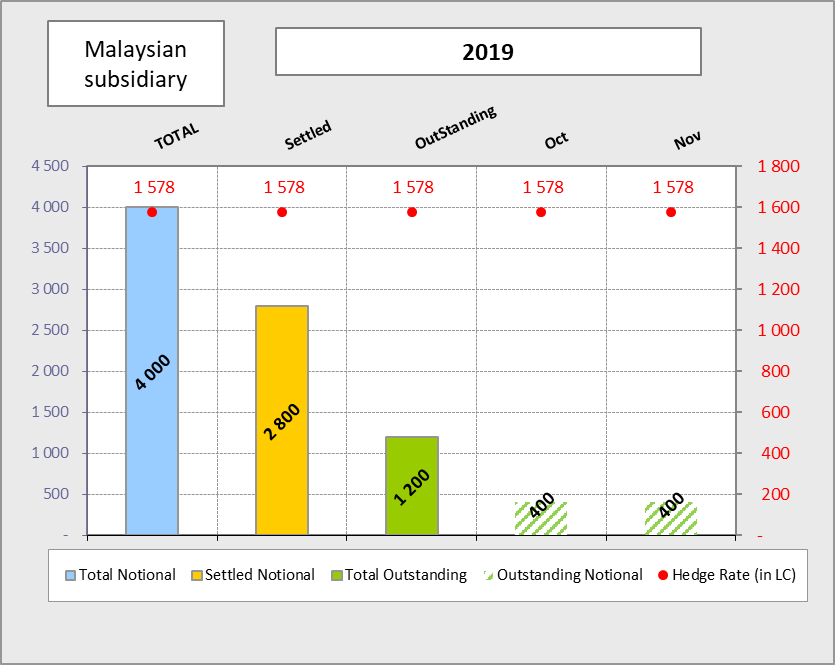 Malaysian
subsidiary
2019
TOTAL
Settled
OutStanding
Oct
Nov
4 500
4 000
3 500
3 000
2 500
2 000
1 500
1 000
500
-
1 578
1 578
1 578
1 578
1 578
4 000
2 800
1 200
400
400
1 800
1 600
1 400
1 200
1 000
800
600
400
200
-
Total Notional
Settled Notional
Total Outstanding
Outstanding Notional
Hedge Rate (in LC)